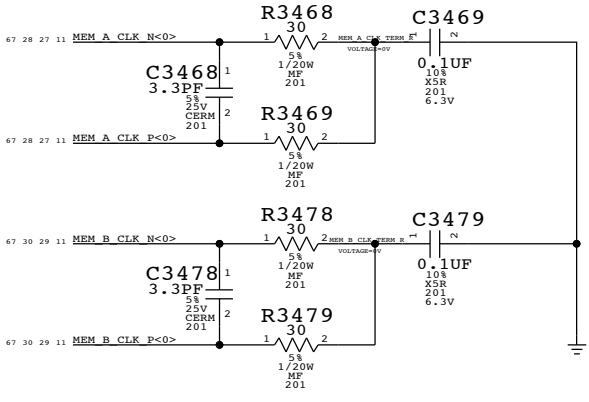 R3468
30
5%
1/20W
MF
201
C3469
0.1UF
10%
X5R
201
6.3V
67 28 27 11 MEM_A_CLK_N<0>
1 2
MEM_A_CLK_TERM_R
VOLTAGE=0V
1 2
C3468
3.3PF
5%
25V
CERM
201
1
2
R3469
30
5%
1/20W
MF
201
67 28 27 11 MEM_A_CLK_P<0>
1 2
R3478
30
5%
1/20W
MF
201
C3479
0.1UF
10%
X5R
201
6.3V
67 30 29 11 MEM_B_CLK_N<0>
1 2
MEM_B_CLK_TERM_R
VOLTAGE=0V
1 2
C3478
3.3PF
5%
25V
CERM
201
1
2
R3479
30
5%
1/20W
MF
201
67 30 29 11 MEM_B_CLK_P<0>
1 2